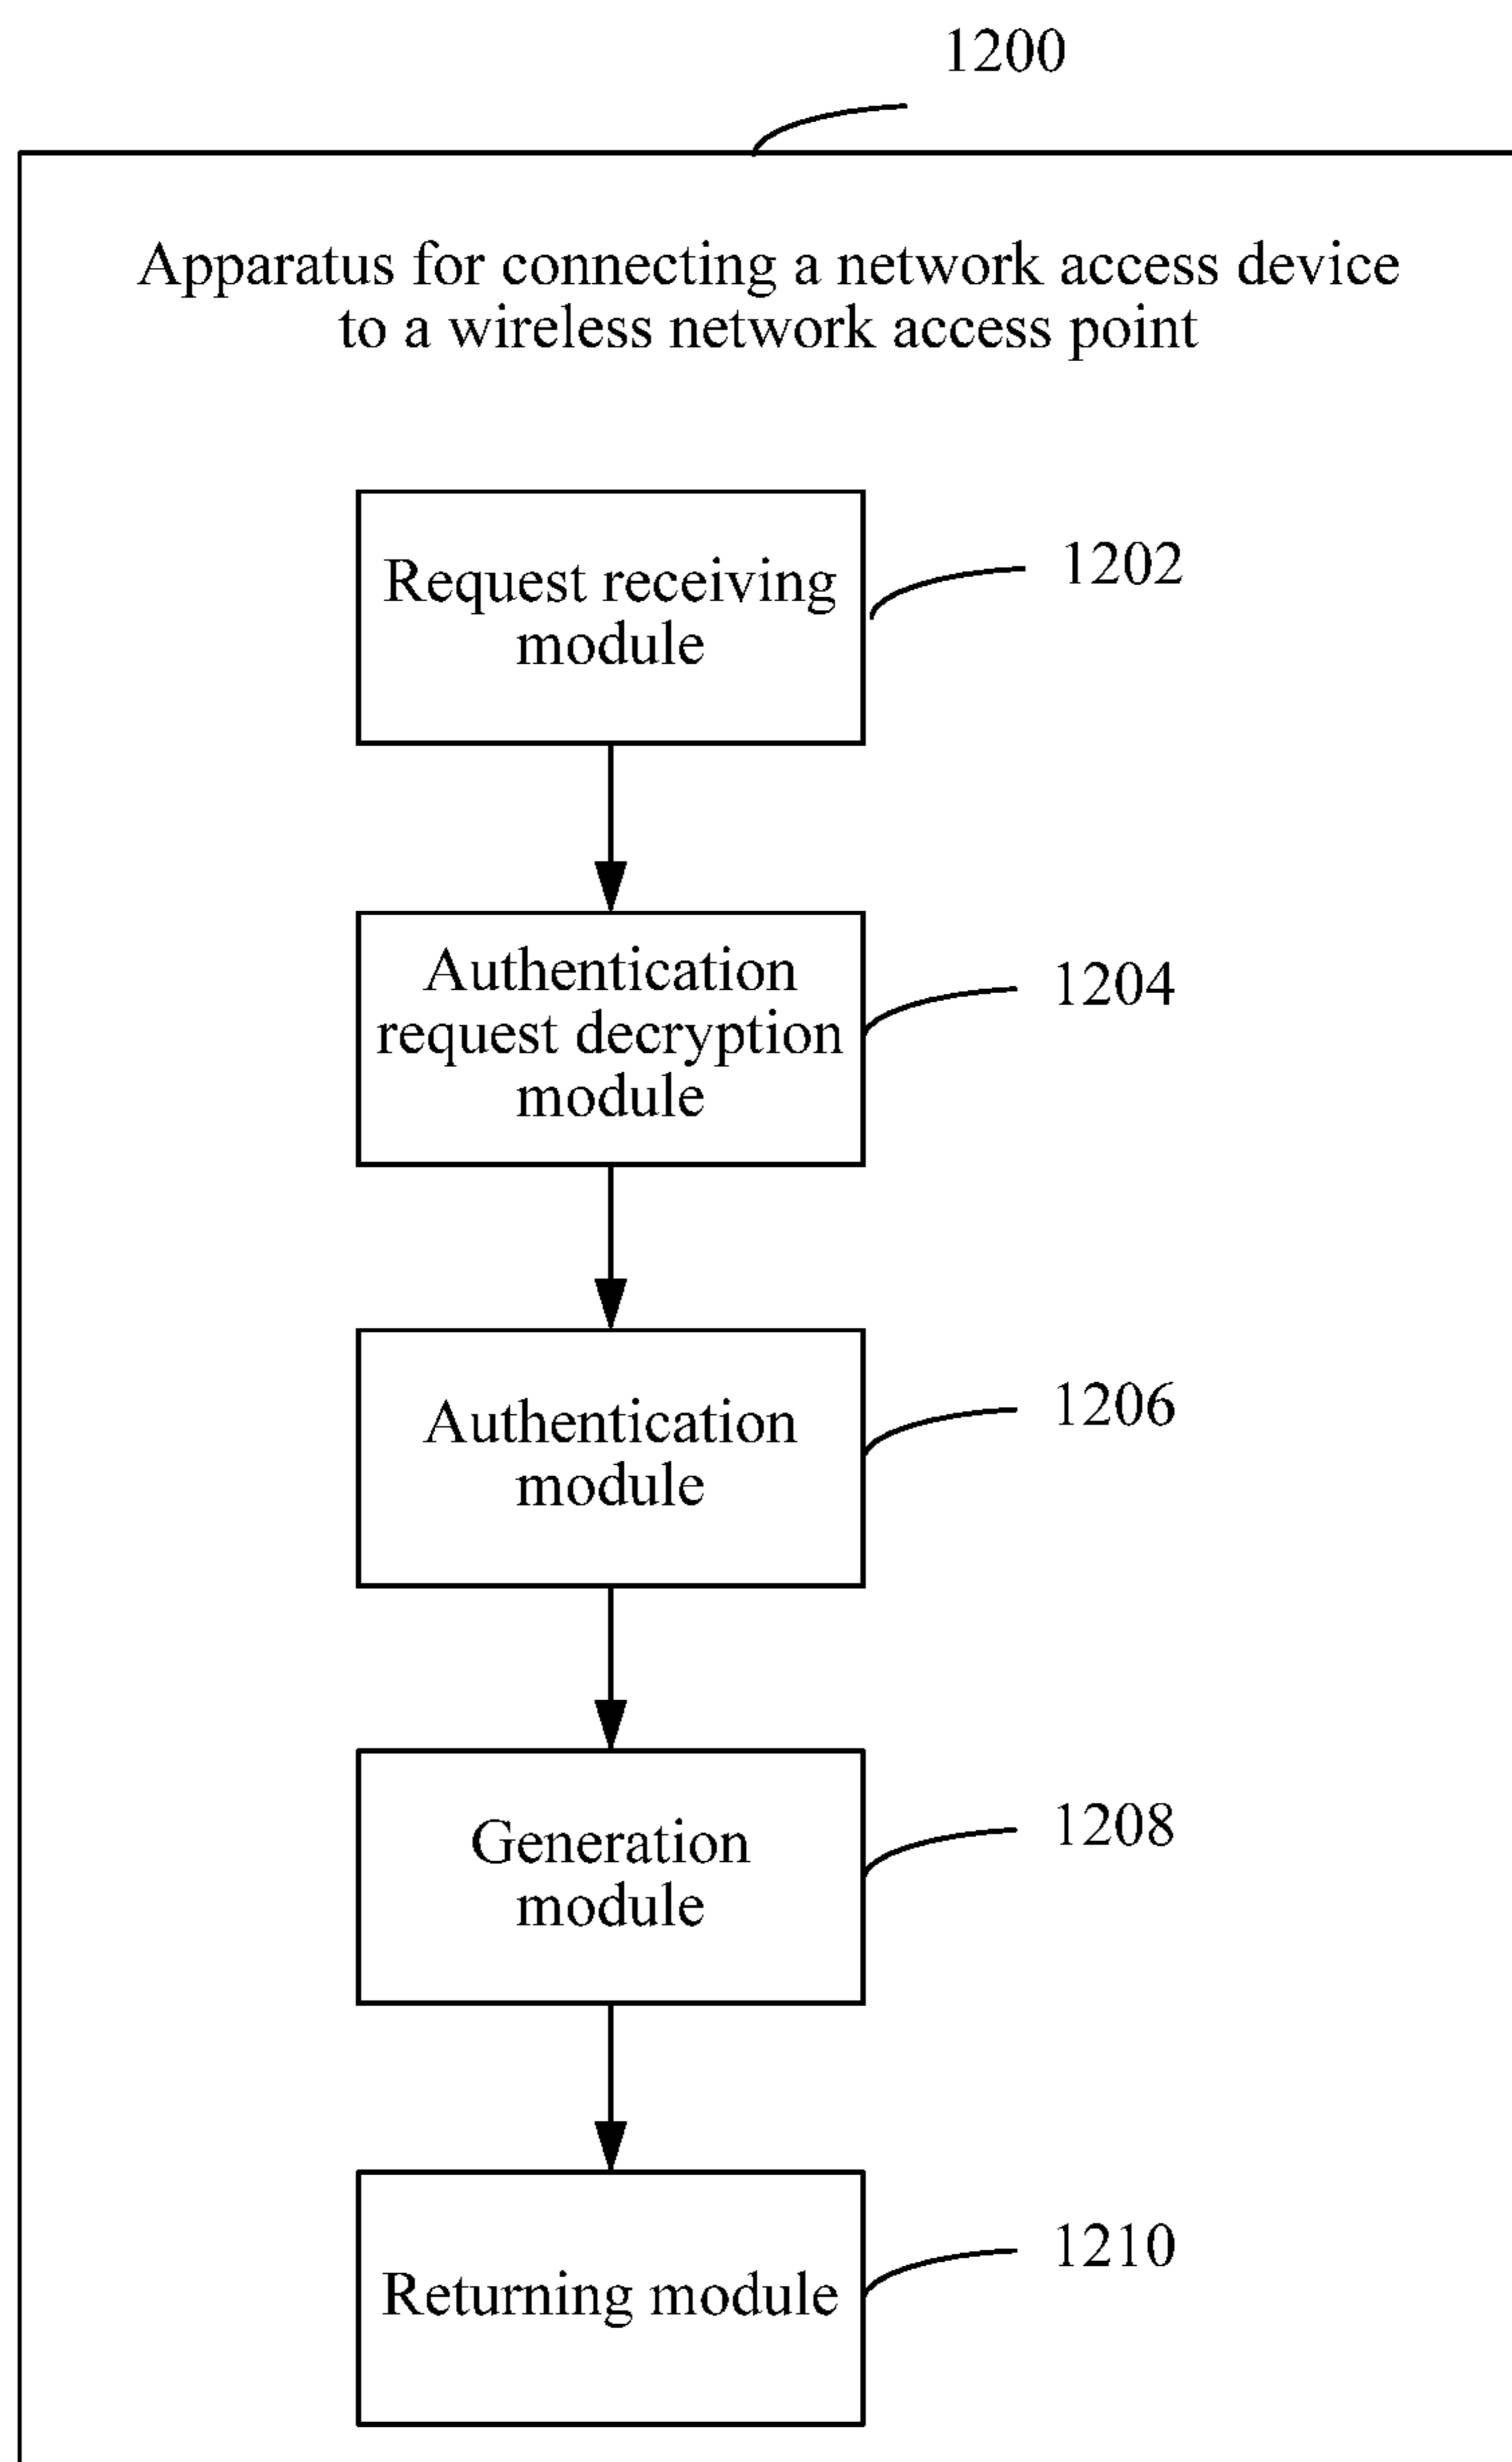 1200
Apparatus for connecting a network access device
to a wireless network access point
Request receiving
module
1202
Authentication
request decryption
module
1204
Authentication
module
1206
Generation
module
1208
Returning module
1210